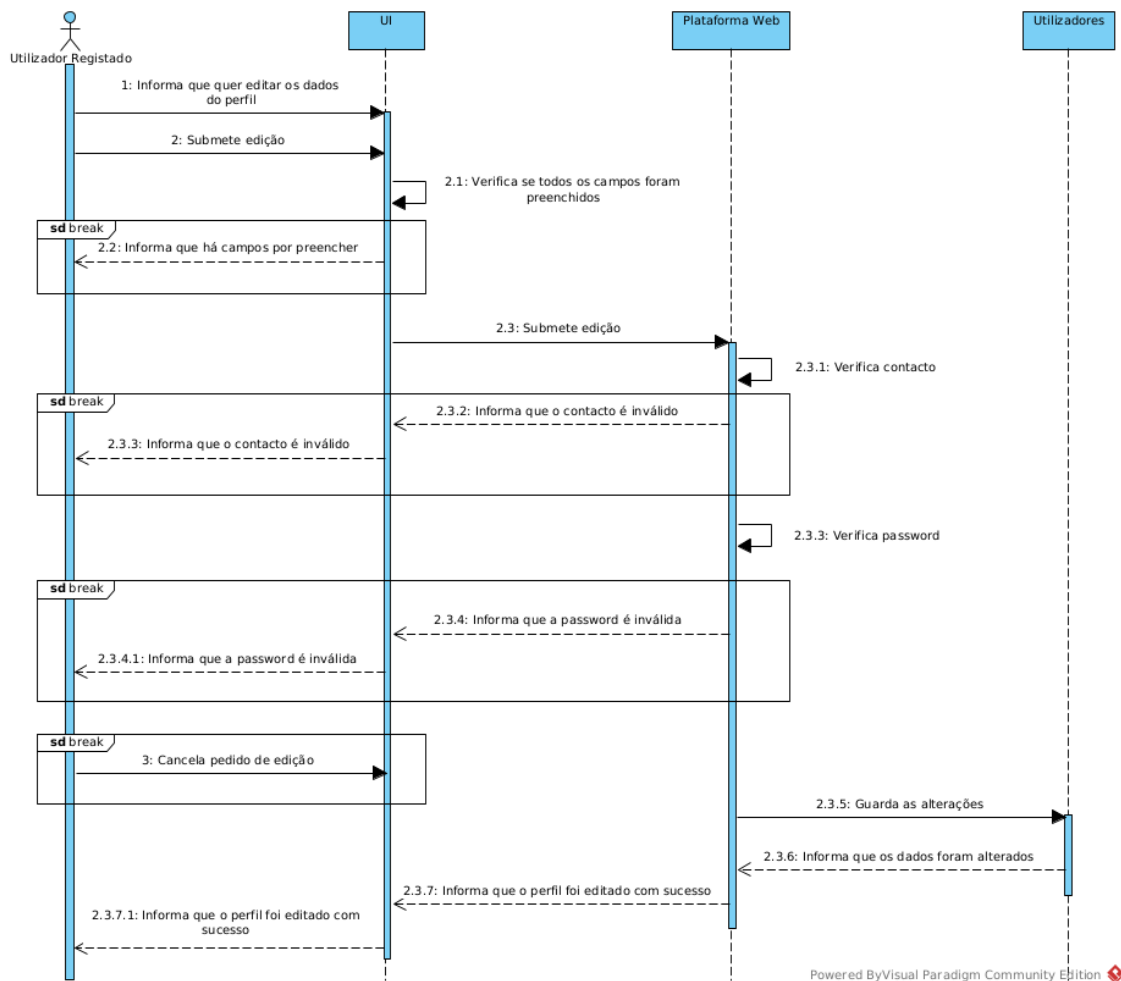 UI
Plataforma Web
Utilizadores
Utilizador Registado
1: Informa que quer editar os dados
do perfil
2: Submete edição
2.1: Verifica se todos os campos foram
preenchidos
sd break
2.2: Informa que há campos por preencher
2.3: Submete edição
2.3.1: Verifica contacto
sd break
2.3.2: Informa que o contacto é inválido
2.3.3: Informa que o contacto é inválido
2.3.3: Verifica password
sd break
2.3.4: Informa que a password é inválida
2.3.4.1: Informa que a password é inválida
sd break
3: Cancela pedido de edição
2.3.5: Guarda as alterações
2.3.6: Informa que os dados foram alterados
2.3.7: Informa que o perfil foi editado com sucesso
2.3.7.1: Informa que o perfil foi editado com
sucesso
Powered ByVisual Paradigm Community Edition